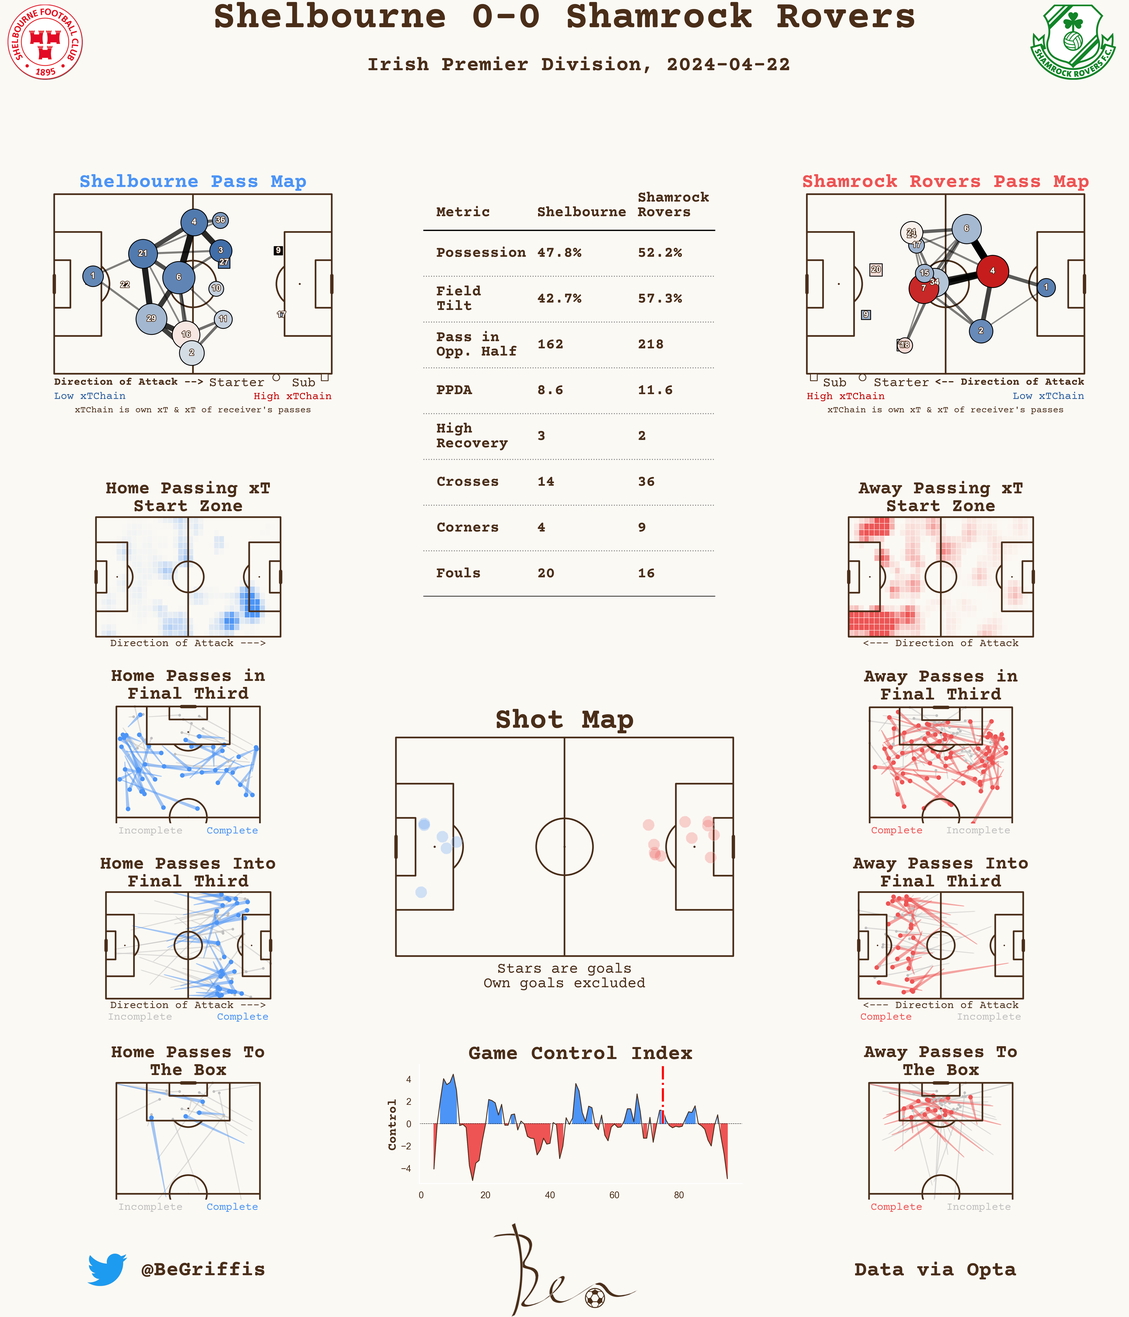 Shelbourne 0-0 Shamrock Rovers
Irish Premier Division, 2024-04-22
SHELBOURNE FOOTBALL CLUB
1895
SHAMROCK ROVERS F.C.
Shelbourne Pass Map
4
36
21
3
27
9
1
22
6
10
29
11
17
16
2
Direction of Attack --> Starter Sub
Low xTChain High xTChain
xTChain is own xT & xT of receiver's passes
Metric Shelbourne Shamrock Rovers
Possession 47.8% 52.2%
Field Tilt 42.7% 57.3%
Pass in Opp. Half 162 218
PPDA 8.6 11.6
High Recovery 3 2
Crosses 14 36
Corners 4 9
Fouls 20 16
Shamrock Rovers Pass Map
6
17
20
15
4
7
34
1
9
2
Sub Starter <-- Direction of Attack
High xTChain Low xTChain
xTChain is own xT & xT of receiver's passes
Home Passing xT
Start Zone
Direction of Attack --->
Away Passing xT
Start Zone
<--- Direction of Attack
Home Passes in
Final Third
Incomplete Complete
Shot Map
Stars are goals
Own goals excluded
Away Passes in
Final Third
Complete Incomplete
Home Passes Into
Final Third
Direction of Attack --->
Incomplete Complete
Away Passes Into
Final Third
<--- Direction of Attack
Complete Incomplete
Home Passes To
The Box
Incomplete Complete
Game Control Index
Control
4
2
0
−2
−4
0 20 40 60 80
Away Passes To
The Box
Complete Incomplete
@BeGriffis
Bea
Data via Opta